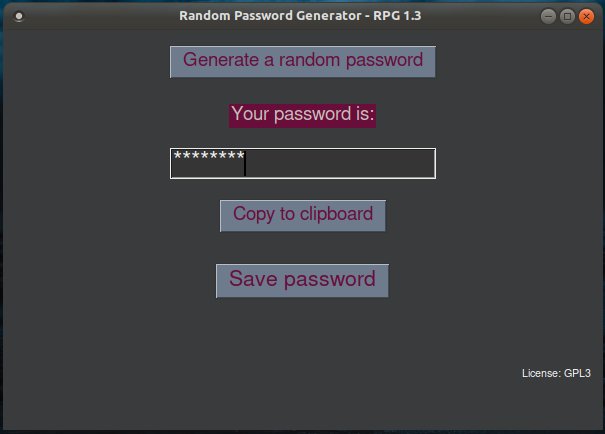 Random Password Generator - RPG 1.3
Generate a random password
Your password is:
********
Copy to clipboard
Save password
License: GPL3